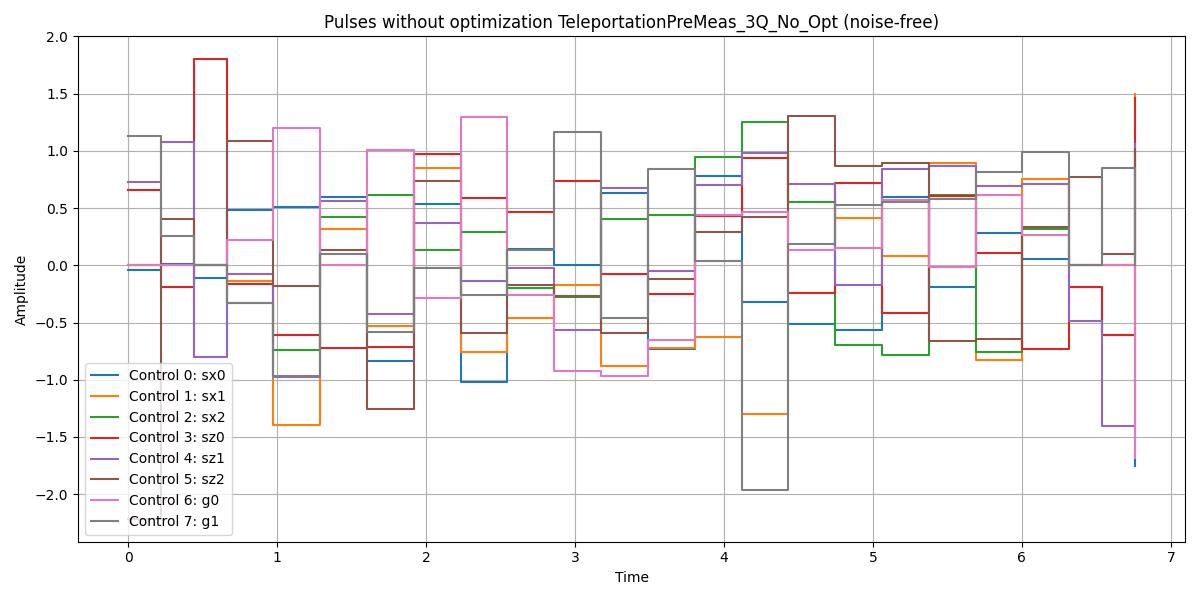 Pulses without optimization TeleportationPreMeas_3Q_No_Opt (noise-free)
2.0
1.5
1.0
0.5
0.0
−0.5
−1.0
−1.5
−2.0
Amplitude
Control 0: sx0
Control 1: sx1
Control 2: sx2
Control 3: sz0
Control 4: sz1
Control 5: sz2
Control 6: g0
Control 7: g1
0 1 2 3 4 5 6 7
Time